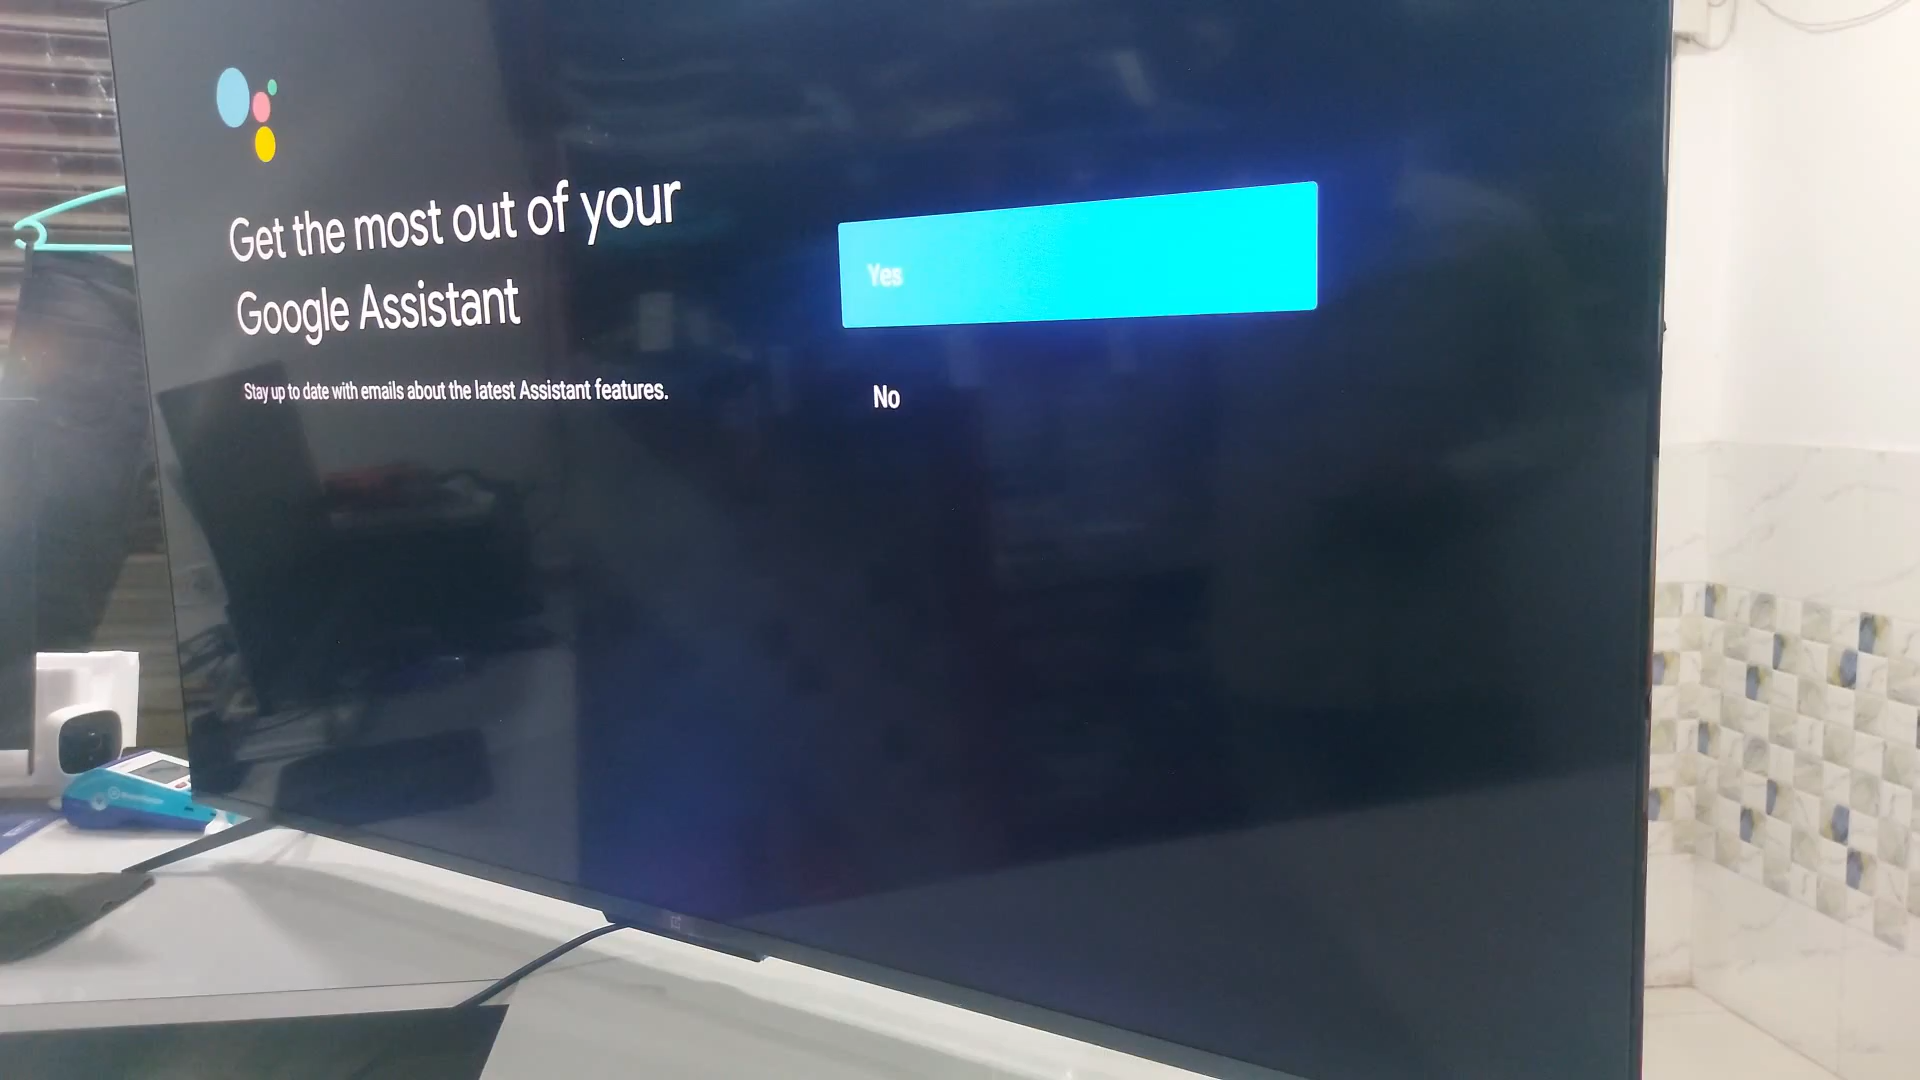 Get the most out of your
Google Assistant
Stay up to date with emails about the latest Assistant features.
Yes
No